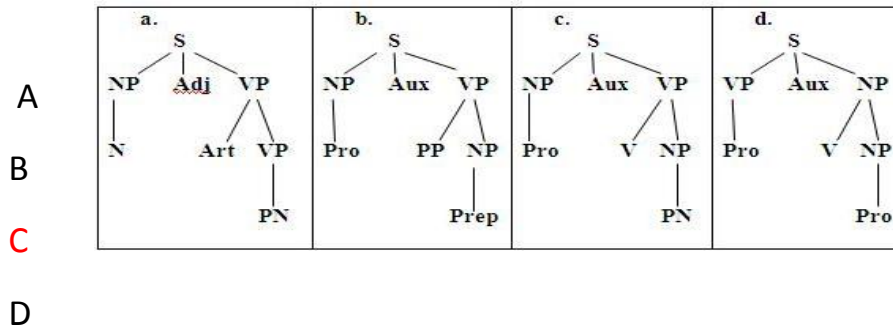 a. b. c. d.
S S S S
NP Adj VP NP Aux VP NP Aux VP VP Aux NP
A
N Art VP Pro PP NP Pro V NP Pro V NP
B
PN Prep PN Pro
C
D